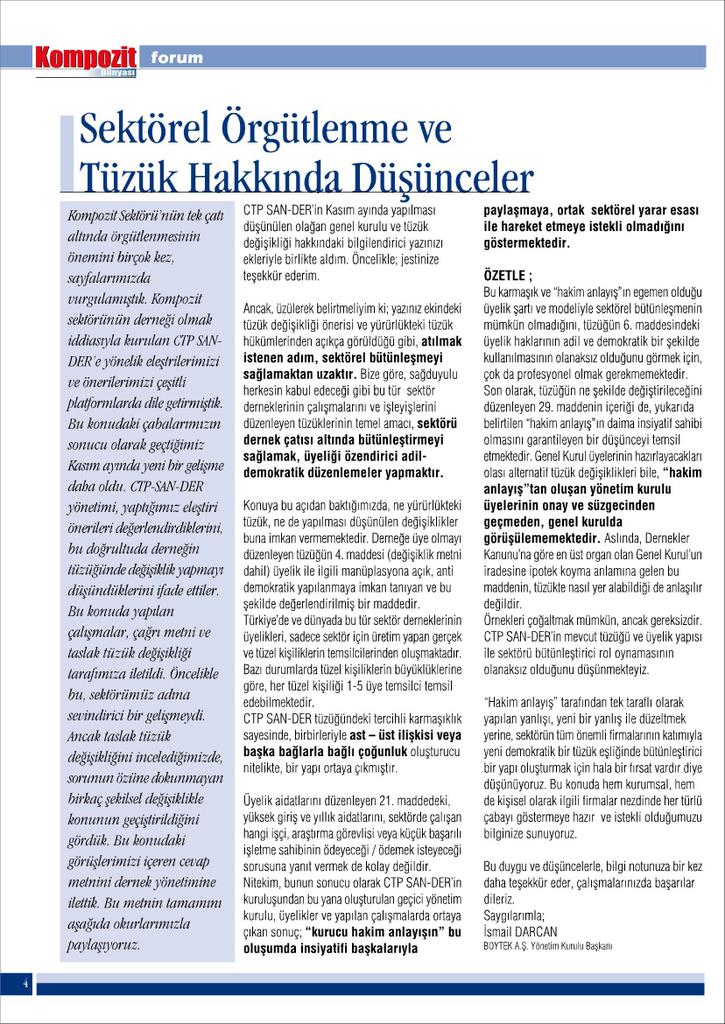 Kompozit
Dünyası
forum
Sektörel Örgütlenme ve
Tüzük Hakkında Düşünceler
Kompozit Sektörü'nün tek çatı
altında örgütlenmesinin
önemini birçok kez,
sayfalarımızda
vurgulamıştık. Kompozit
sektörünün derneği olmak
iddiasıyla kurulan CTP SAN-
DER'e yönelik eleştrilerimizi
ve önerilerimizi çeşitli
platformlarda dile getirmiştik.
Bu konudaki çabalarımızın
sonucu olarak geçtiğimiz
Kasım ayında yeni bir gelişme
daha oldu. CTP-SAN-DER
yönetimi, yaptığımız eleştiri
önerileri değerlendirdiklerini,
bu doğrultuda derneğin
tüzüğünde değişiklik yapmayı
düşündüklerini ifade ettiler.
Bu konuda yapılan
çalışmalar, çağrı metni ve
taslak tüzük değişikliği
tarafımıza iletildi. Öncelikle
bu, sektörümüz adına
sevindirici bir gelişmeydi.
Ancak taslak tüzük
değişikliğini incelediğimizde,
sorunun özüne dokunmayan
birkaç şekilsel değişiklikle
konunun geçiştirildiğini
gördük. Bu konudaki
görüşlerimizi içeren cevap
metnini dernek yönetimine
ilettik. Bu metnin tamamını
aşağıda okurlarımızla
paylaşıyoruz.
CTP SAN-DER'in Kasım ayında yapılması
düşünülen olağan genel kurulu ve tüzük
değişikliği hakkındaki bilgilendirici yazınızı
ekleriyle birlikte aldım. Öncelikle; jestinize
teşekkür ederim.
Ancak, üzülerek belirtmeliyim ki; yazınız ekindeki
tüzük değişikliği önerisi ve yürürlükteki tüzük
hükümlerinden açıkça görüldüğü gibi, atılmak
istenen adım, sektörel bütünleşmeyi
sağlamaktan uzaktır. Bize göre, sağduyulu
herkesin kabul edeceği gibi bu tür sektör
derneklerinin çalışmalarını ve işleyişlerini
düzenleyen tüzüklerinin temel amacı, sektörü
dernek çatısı altında bütünleştirmeyi
sağlamak, üyeliği özendirici adil-
demokratik düzenlemeler yapmaktır.
Konuya bu açıdan baktığımızda, ne yürürlükteki
tüzük, ne de yapılması düşünülen değişiklikler
buna imkan vermemektedir. Derneğe üye olmayı
düzenleyen tüzüğün 4. maddesi (değişiklik metni
dahil) üyelik ile ilgili manüplasyona açık, anti
demokratik yapılanmaya imkan tanıyan ve bu
şekilde değerlendirilmiş bir maddedir.
Türkiye'de ve dünyada bu tür sektör derneklerinin
üyelikleri, sadece sektör için üretim yapan gerçek
ve tüzel kişiliklerin temsilcilerinden oluşmaktadır.
Bazı durumlarda tüzel kişiliklerin büyüklüklerine
göre, her tüzel kişiliği 1-5 üye temsilci temsil
edebilmektedir.
CTP SAN-DER tüzüğündeki tercihli karmaşıklık
sayesinde, birbirleriyle ast – üst ilişkisi veya
başka bağlarla bağlı çoğunluk oluşturucu
nitelikte, bir yapı ortaya çıkmıştır.
Üyelik aidatlarını düzenleyen 21. maddedeki,
yüksek giriş ve yıllık aidatlarını, sektörde çalışan
hangi işçi, araştırma görevlisi veya küçük başarılı
işletme sahibinin ödeyeceği / ödemek isteyeceği
sorusuna yanıt vermek de kolay değildir.
Nitekim, bunun sonucu olarak CTP SAN-DER'in
kuruluşundan bu yana oluşturulan geçici yönetim
kurulu, üyelikler ve yapılan çalışmalarda ortaya
çıkan sonuç; "kurucu hakim anlayışın" bu
oluşumda insiyatifi başkalarıyla
paylaşmaya, ortak sektörel yarar esası
ile hareket etmeye istekli olmadığını
göstermektedir.
ÖZETLE ;
Bu karmaşık ve "hakim anlayış"ın egemen olduğu
üyelik şartı ve modeliyle sektörel bütünleşmenin
mümkün olmadığını, tüzüğün 6. maddesindeki
üyelik haklarının adil ve demokratik bir şekilde
kullanılmasının olanaksız olduğunu görmek için,
çok da profesyonel olmak gerekmemektedir.
Son olarak, tüzüğün ne şekilde değiştirileceğini
düzenleyen 29. maddenin içeriği de, yukarıda
belirtilen "hakim anlayış"ın daima insiyatif sahibi
olmasını garantileyen bir düşünceyi temsil
etmektedir. Genel Kurul üyelerinin hazırlayacakları
olası alternatif tüzük değişiklikleri bile, "hakim
anlayış"tan oluşan yönetim kurulu
üyelerinin onay ve süzgecinden
geçmeden, genel kurulda
görüşülememektedir. Aslında, Dernekler
Kanunu'na göre en üst organ olan Genel Kurul'un
iradesine ipotek koyma anlamına gelen bu
maddenin, tüzükte nasıl yer alabildiği de anlaşılır
değildir.
Örnekleri çoğaltmak mümkün, ancak gereksizdir.
CTP SAN-DER'in mevcut tüzüğü ve üyelik yapısı
ile sektörü bütünleştirici rol oynamasının
olanaksız olduğunu düşünmekteyiz.
"Hakim anlayış" tarafından tek taraflı olarak
yapılan yanlışı, yeni bir yanlış ile düzeltmek
yerine, sektörün tüm önemli firmalarının katımıyla
yeni demokratik bir tüzük eşliğinde bütünleştirici
bir yapı oluşturmak için hala bir fırsat vardır diye
düşünüyoruz. Bu konuda hem kurumsal, hem
de kişisel olarak ilgili firmalar nezdinde her türlü
çabayı göstermeye hazır ve istekli olduğumuzu
bilginize sunuyoruz.
Bu duygu ve düşüncelerle, bilgi notunuza bir kez
daha teşekkür eder, çalışmalarınızda başarılar
dileriz.
Saygılarımla;
İsmail DARCAN
BOYTEK A.Ş. Yönetim Kurulu Başkanı
4